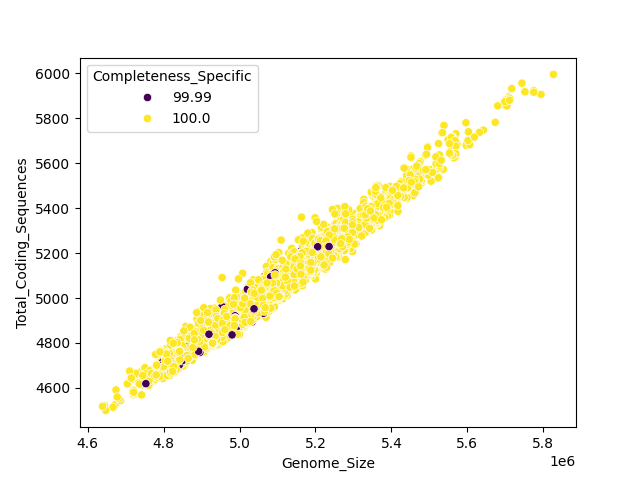 Completeness_Specific
99.99
100.0
6000
5800
5600
5400
5200
5000
4800
4600
Total_Coding_Sequences
4.6 4.8 5.0 5.2 5.4 5.6 5.8
Genome_Size 1e6